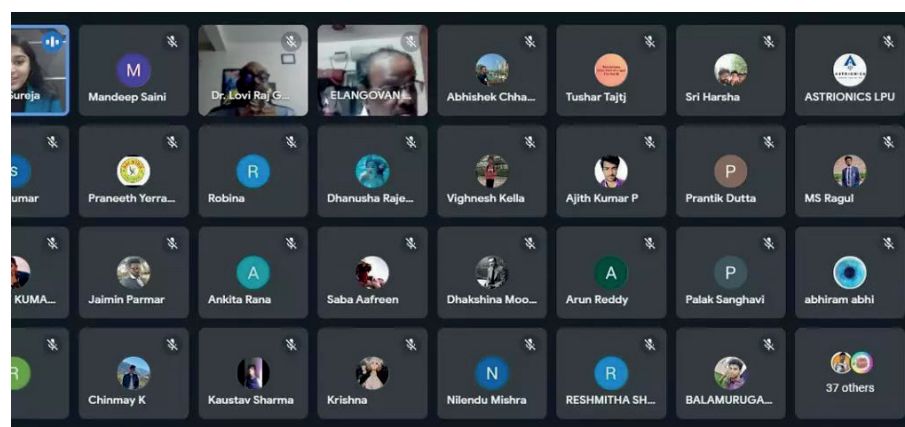 ureja
M
Mandeep Saini
Dr. Lovi Raj G...
ELANGOVAN ...
Abhishek Chha...
Tushar Tajtj
Sri Harsha
ASTRIONICS
ASTRIONICS LPU
S
umar
Praneeth Yerra...
R
Robina
Dhanusha Raje...
Vighnesh Kella
Ajith Kumar P
P
Prantik Dutta
MS Ragul
KUMA...
Jaimin Parmar
A
Ankita Rana
Saba Aafreen
Dhakshina Moo...
A
Arun Reddy
P
Palak Sanghavi
abhiram abhi
R
Chinmay K
Kaustav Sharma
Krishna
N
Nilendu Mishra
R
RESHMITHA SH...
BALAMURUGA...
37 others